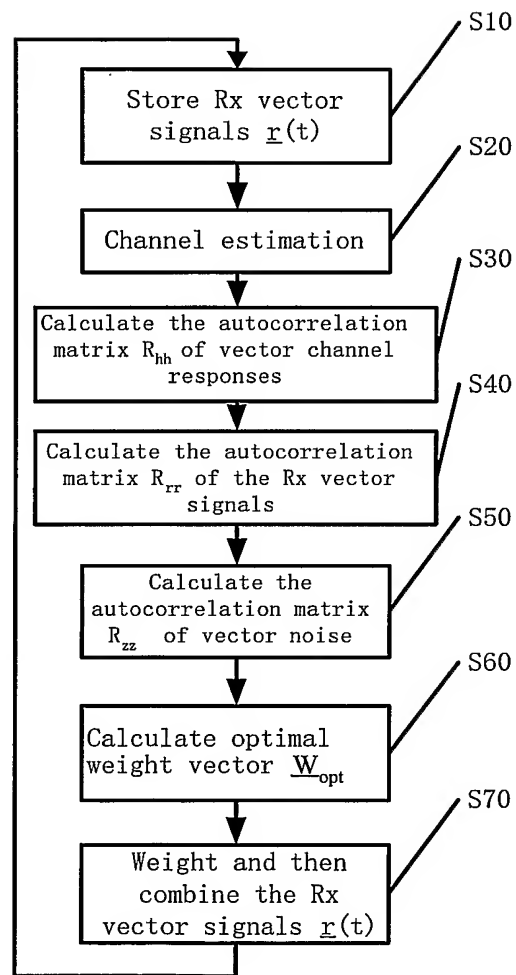 S10
Store Rx vector
signals r(t)
S20
Channel estimation
S30
Calculate the autocorrelation
matrix Rhh of vector channel
responses
S40
Calculate the autocorrelation
matrix Rrr of the Rx vector
signals
S50
Calculate the
autocorrelation matrix
Rzz of vector noise
S60
Calculate optimal
weight vector Wopt
S70
Weight and then
combine the Rx
vector signals r(t)